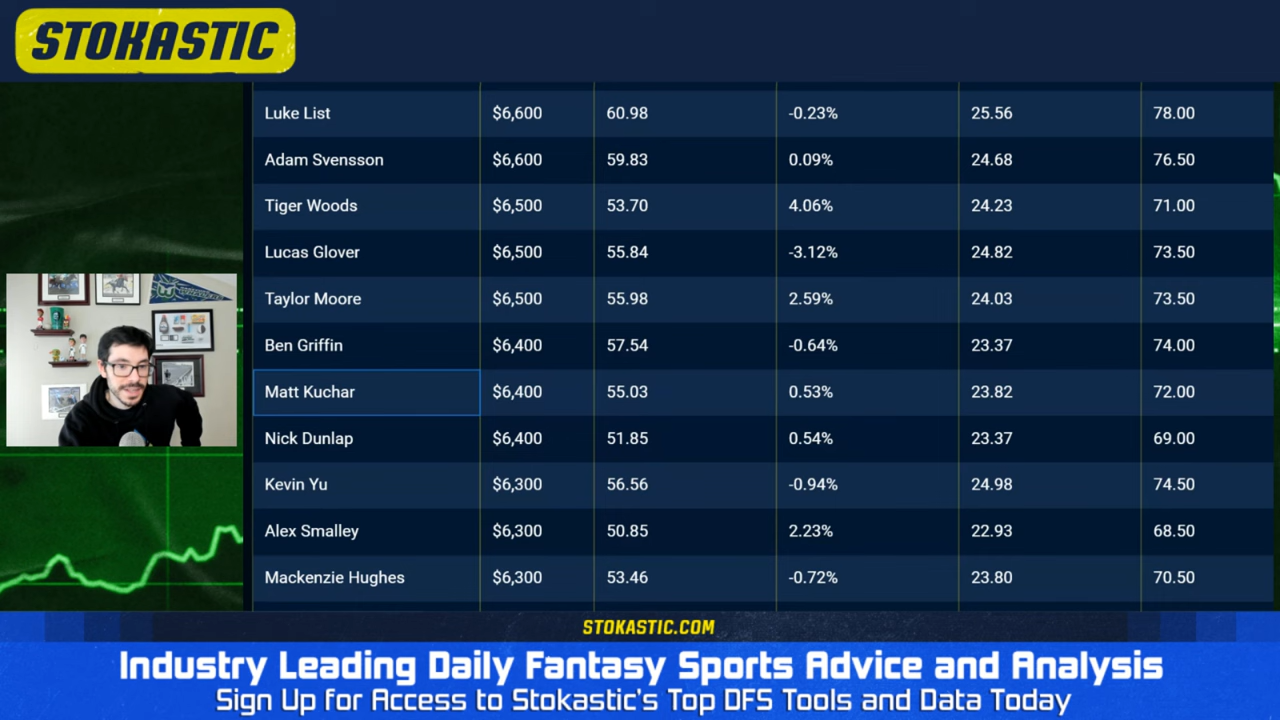 STOKASTIC
Luke List $6,600 60.98 -0.23% 25.56 78.00
Adam Svensson $6,600 59.83 0.09% 24.68 76.50
Tiger Woods $6,500 53.70 4.06% 24.23 71.00
Lucas Glover $6,500 55.84 -3.12% 24.82 73.50
Taylor Moore $6,500 55.98 2.59% 24.03 73.50
Ben Griffin $6,400 57.54 -0.64% 23.37 74.00
Matt Kuchar $6,400 55.03 0.53% 23.82 72.00
Nick Dunlap $6,400 51.85 0.54% 23.37 69.00
Kevin Yu $6,300 56.56 -0.94% 24.98 74.50
Alex Smalley $6,300 50.85 2.23% 22.93 68.50
Mackenzie Hughes $6,300 53.46 -0.72% 23.80 70.50
STOKASTIC.COM
Industry Leading Daily Fantasy Sports Advice and Analysis
Sign Up for Access to Stokastic's Top DFS Tools and Data Today